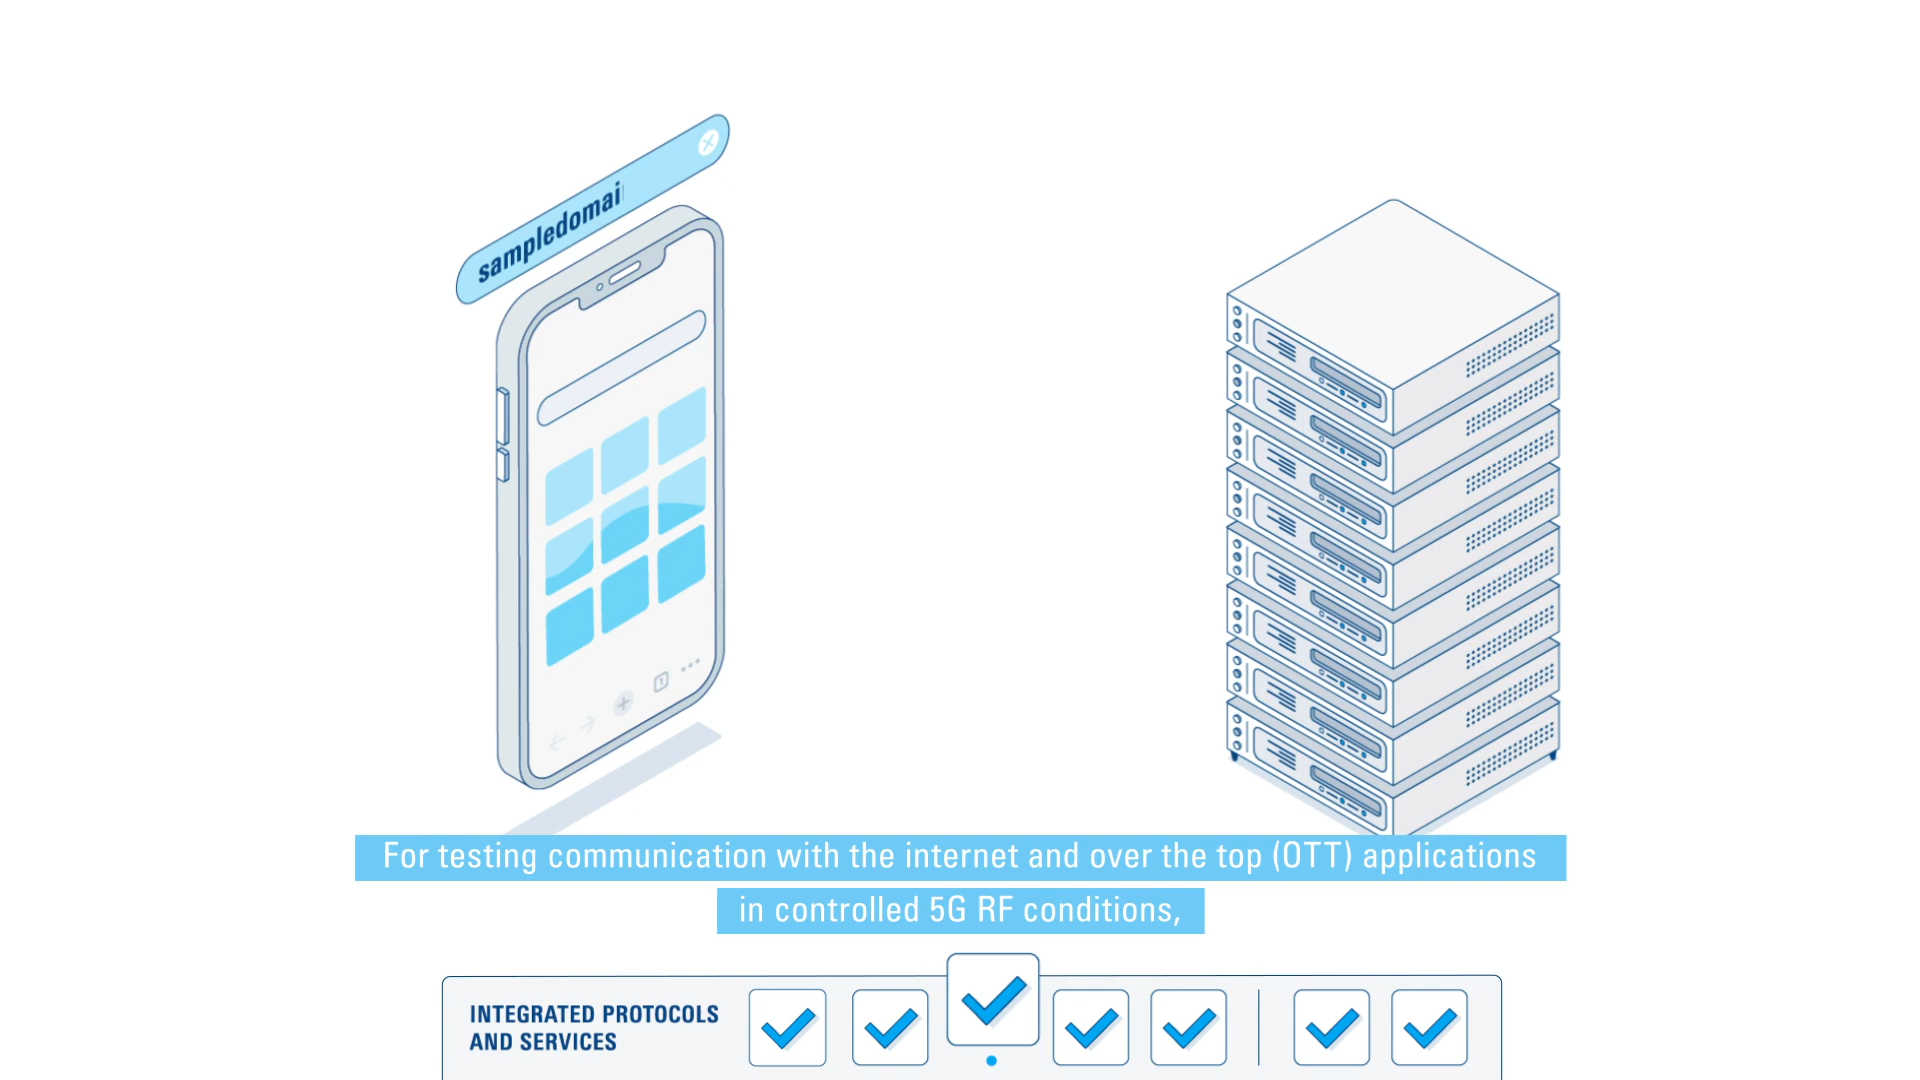 sampledomai
1
For testing communication with the internet and over the top (OTT) applications
in controlled 5G RF conditions,
INTEGRATED PROTOCOLS
AND SERVICES